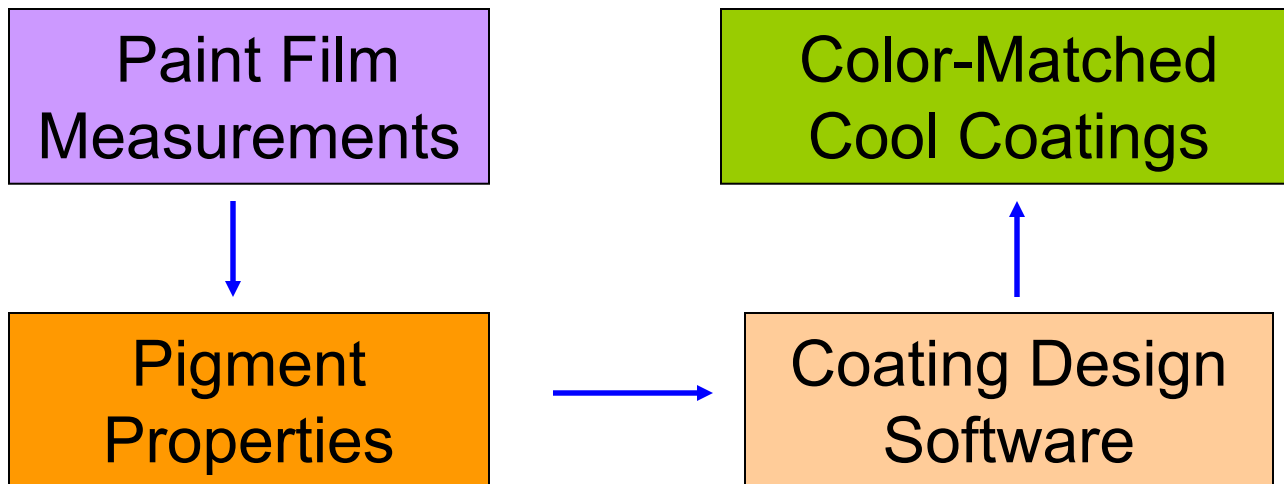 Paint Film
Measurements
Color-Matched
Cool Coatings
Pigment
Properties
Coating Design
Software